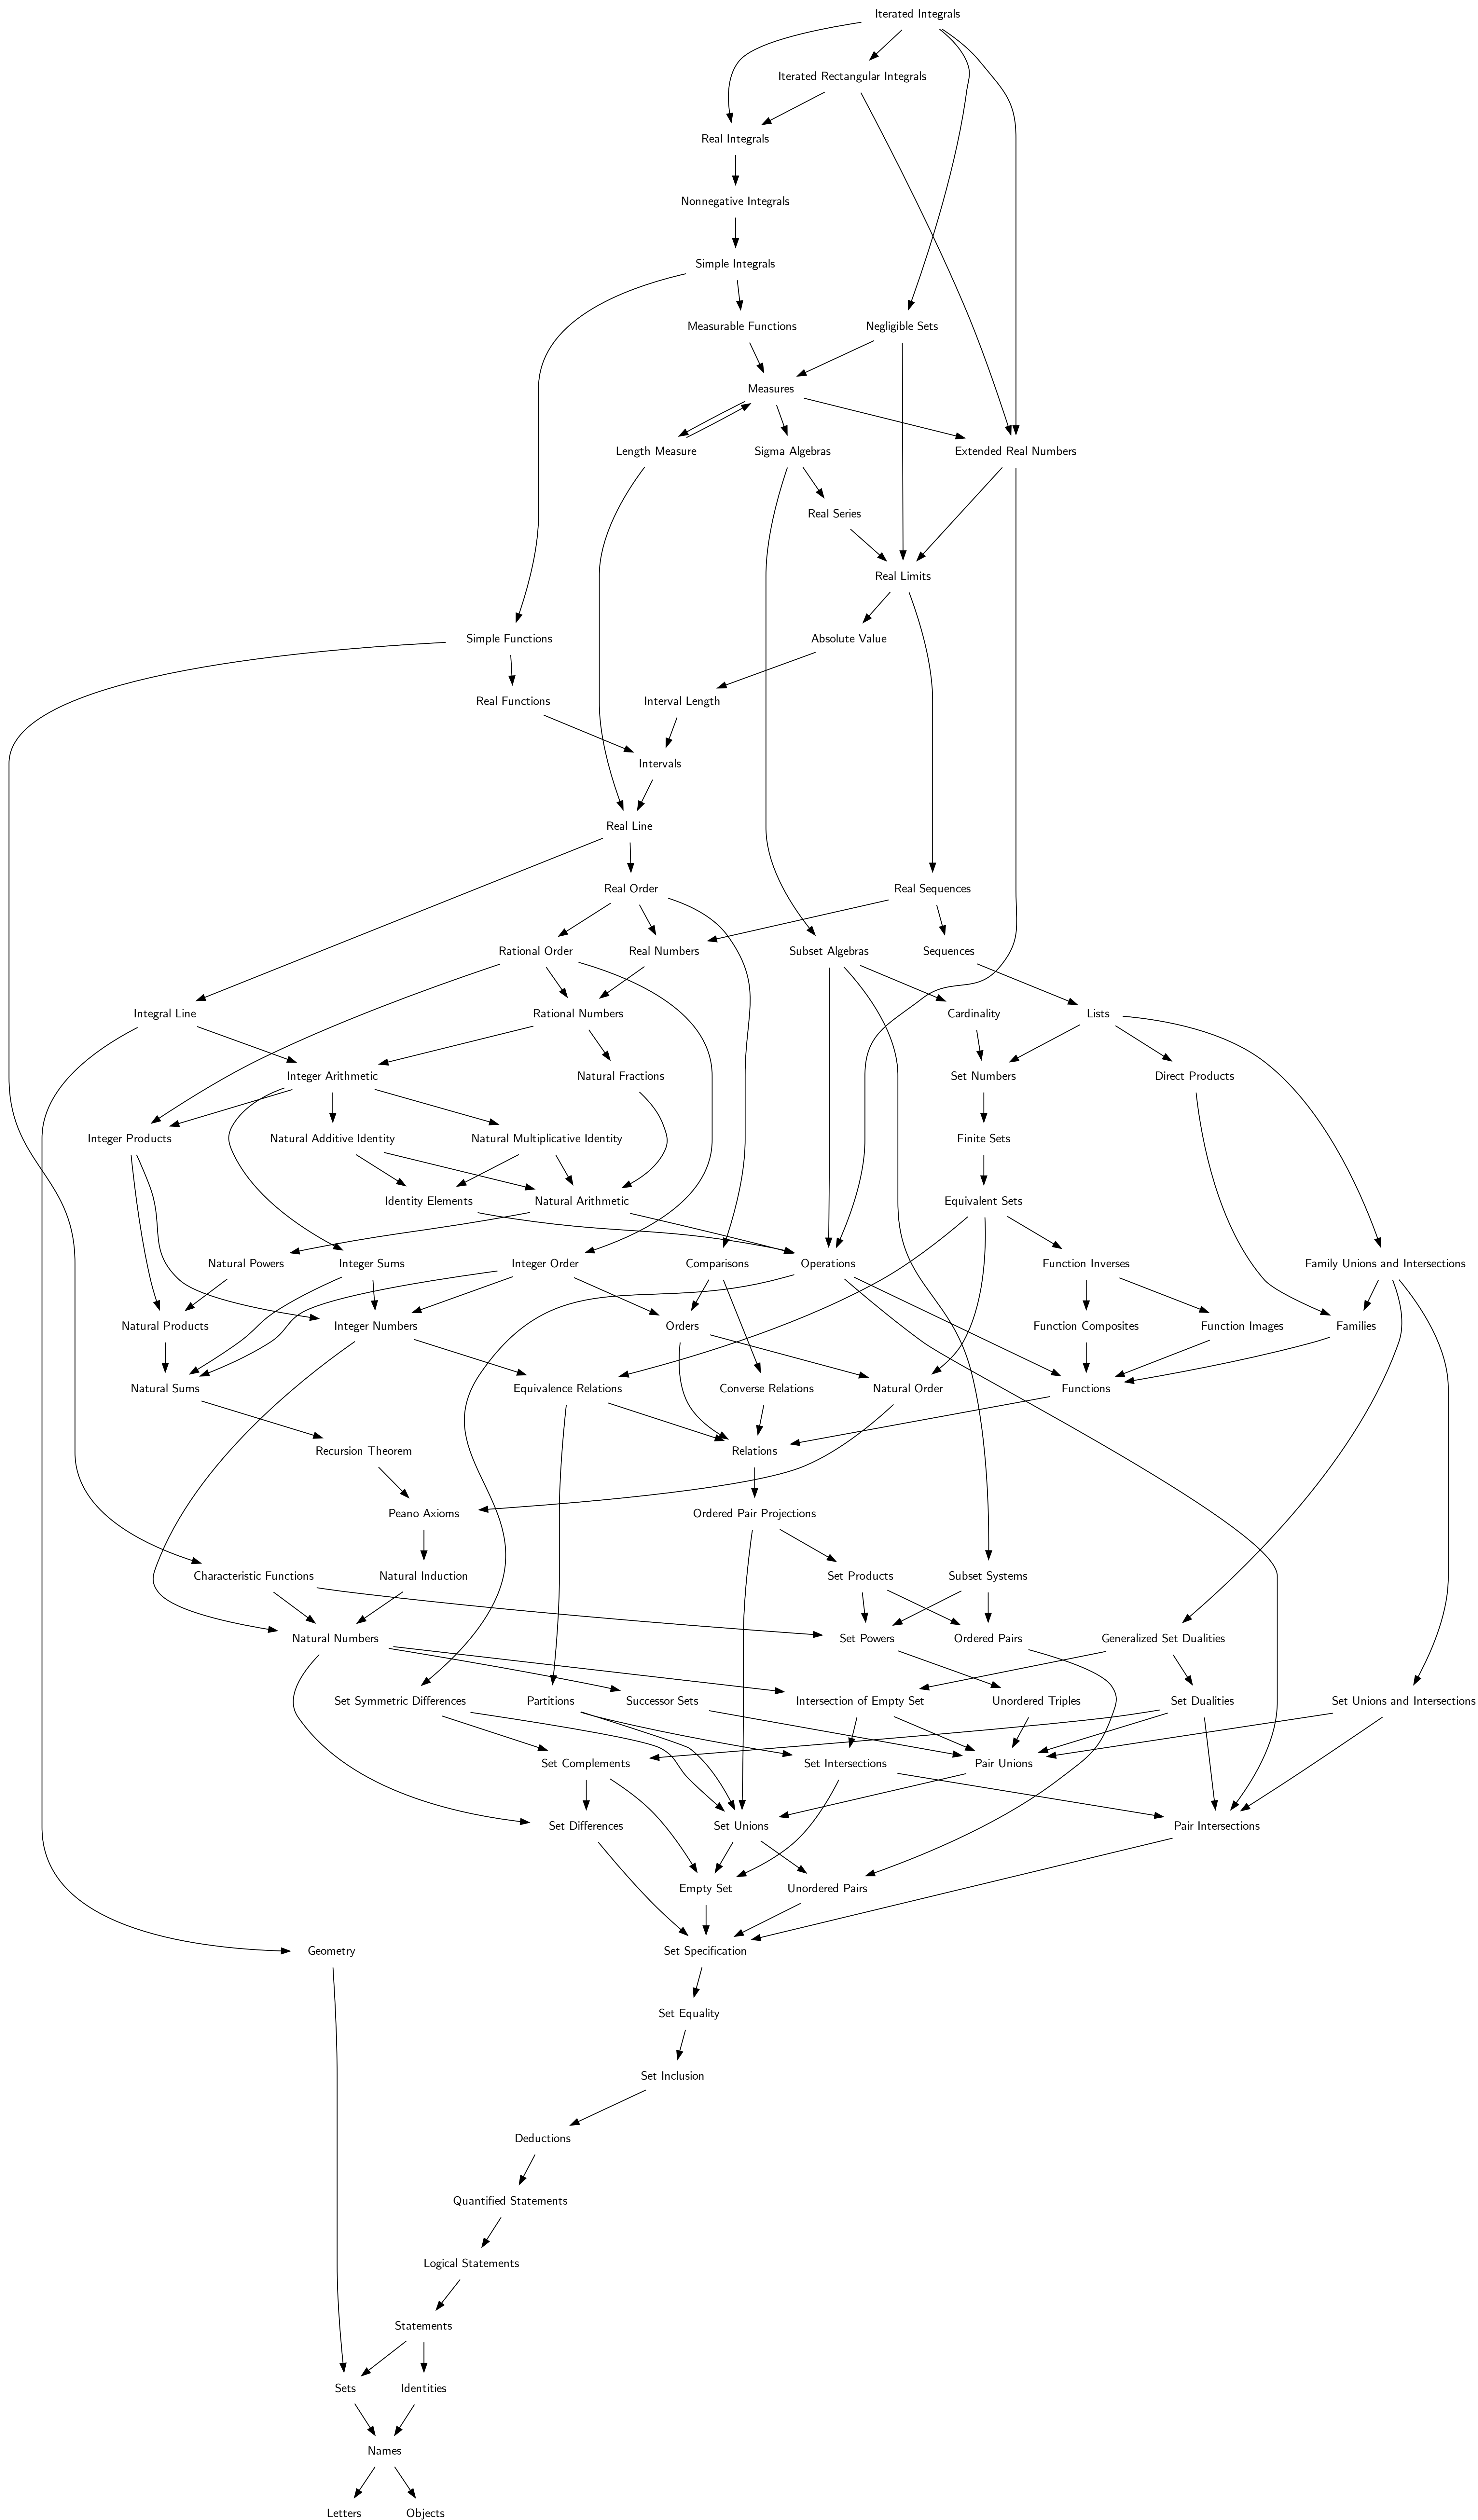 Iterated Integrals
Iterated Rectangular Integrals
Real Integrals
Nonnegative Integrals
Simple Integrals
Measurable Functions
Negligible Sets
Measures
Length Measure
Sigma Algebras
Extended Real Numbers
Real Series
Real Limits
Simple Functions
Absolute Value
Real Functions
Interval Length
Intervals
Real Line
Real Order
Real Sequences
Rational Order
Real Numbers
Subset Algebras
Sequences
Integral Line
Rational Numbers
Cardinality
Lists
Integer Arithmetic
Natural Fractions
Set Numbers
Direct Products
Integer Products
Natural Additive Identity
Natural Multiplicative Identity
Finite Sets
Identity Elements
Natural Arithmetic
Equivalent Sets
Natural Powers
Integer Sums
Integer Order
Comparisons
Operations
Function Inverses
Family Unions and Intersections
Natural Products
Integer Numbers
Orders
Function Composites
Function Images
Families
Natural Sums
Equivalence Relations
Converse Relations
Natural Order
Functions
Recursion Theorem
Relations
Peano Axioms
Ordered Pair Projections
Characteristic Functions
Natural Induction
Set Products
Subset Systems
Natural Numbers
Set Powers
Ordered Pairs
Generalized Set Dualities
Set Symmetric Differences
Partitions
Successor Sets
Intersection of Empty Set
Unordered Triples
Set Dualities
Set Unions and Intersections
Set Complements
Set Intersections
Pair Unions
Set Differences
Set Unions
Pair Intersections
Empty Set
Unordered Pairs
Geometry
Set Specification
Set Equality
Set Inclusion
Deductions
Quantified Statements
Logical Statements
Statements
Sets
Identities
Names
Letters
Objects